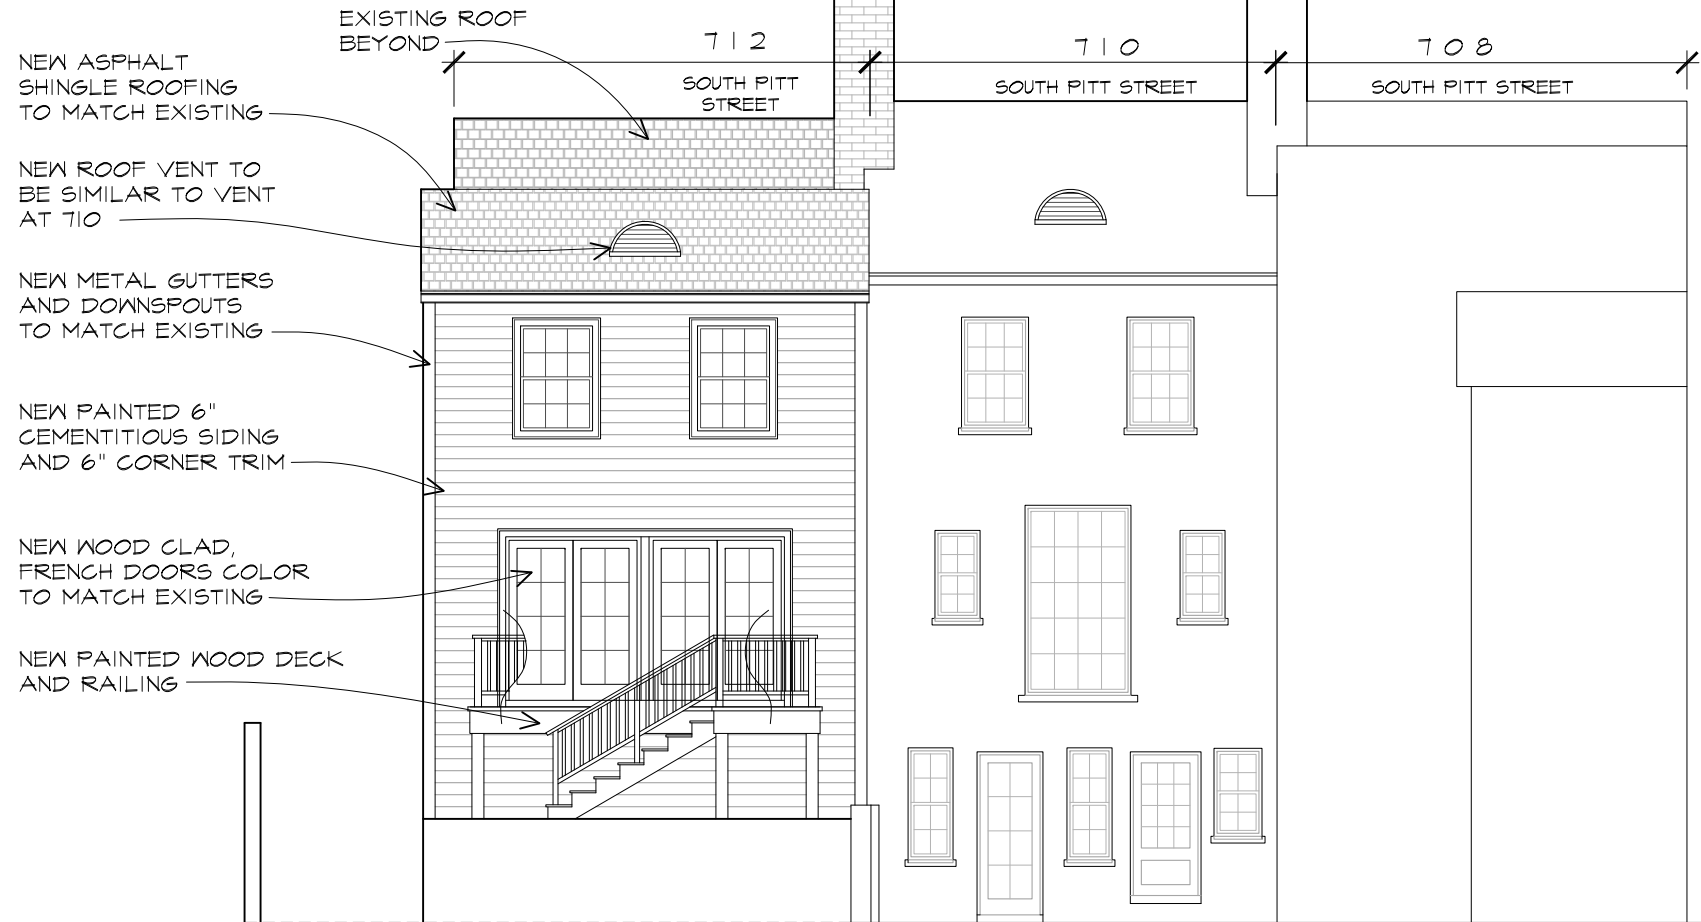 EXISTING ROOF
BEYOND
712
SOUTH PITT
STREET
710
SOUTH PITT STREET
708
SOUTH PITT STREET
NEW ASPHALT
SHINGLE ROOFING
TO MATCH EXISTING
NEW ROOF VENT TO
BE SIMILAR TO VENT
AT 710
NEW METAL GUTTERS
AND DOWNSPOUTS
TO MATCH EXISTING
NEW PAINTED 6"
CEMENTITIOUS SIDING
AND 6" CORNER TRIM
NEW WOOD CLAD,
FRENCH DOORS COLOR
TO MATCH EXISTING
NEW PAINTED WOOD DECK
AND RAILING